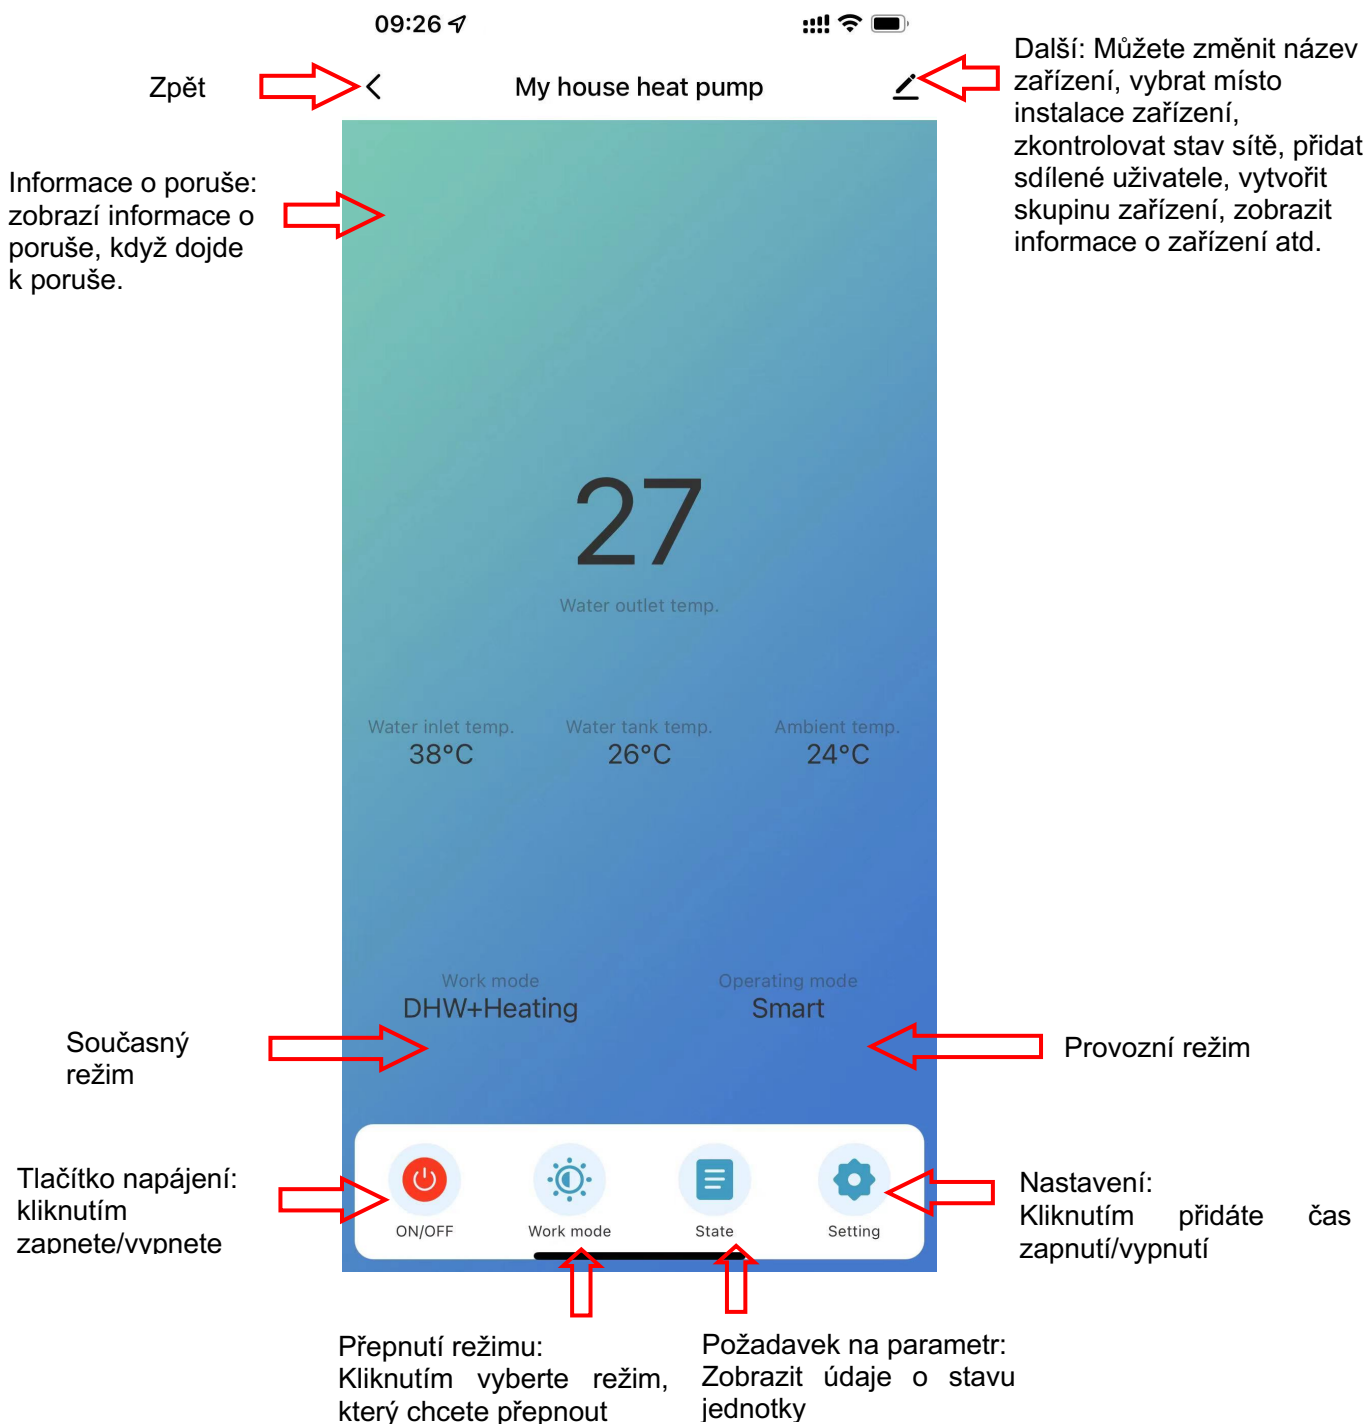 09:26
Zpět
My house heat pump
Další: Můžete změnit název
zařízení, vybrat místo
instalace zařízení,
zkontrolovat stav sítě, přidat
sdílené uživatele, vytvořit
skupinu zařízení, zobrazit
informace o zařízení atd.
Informace o poruše:
zobrazí informace o
poruše, když dojde
k poruše.
27
Water outlet temp.
Water inlet temp. Water tank temp. Ambient temp.
38°C 26°C 24°C
Work mode Operating mode
DHW+Heating Smart
Současný
režim
Provozní režim
Tlačítko napájení:
kliknutím
zapnete/vypnete
ON/OFF Work mode State Setting
Nastavení:
Kliknutím přidáte čas
zapnutí/vypnutí
Přepnutí režimu:
Kliknutím vyberte režim,
který chcete přepnout
Požadavek na parametr:
Zobrazit údaje o stavu
jednotky